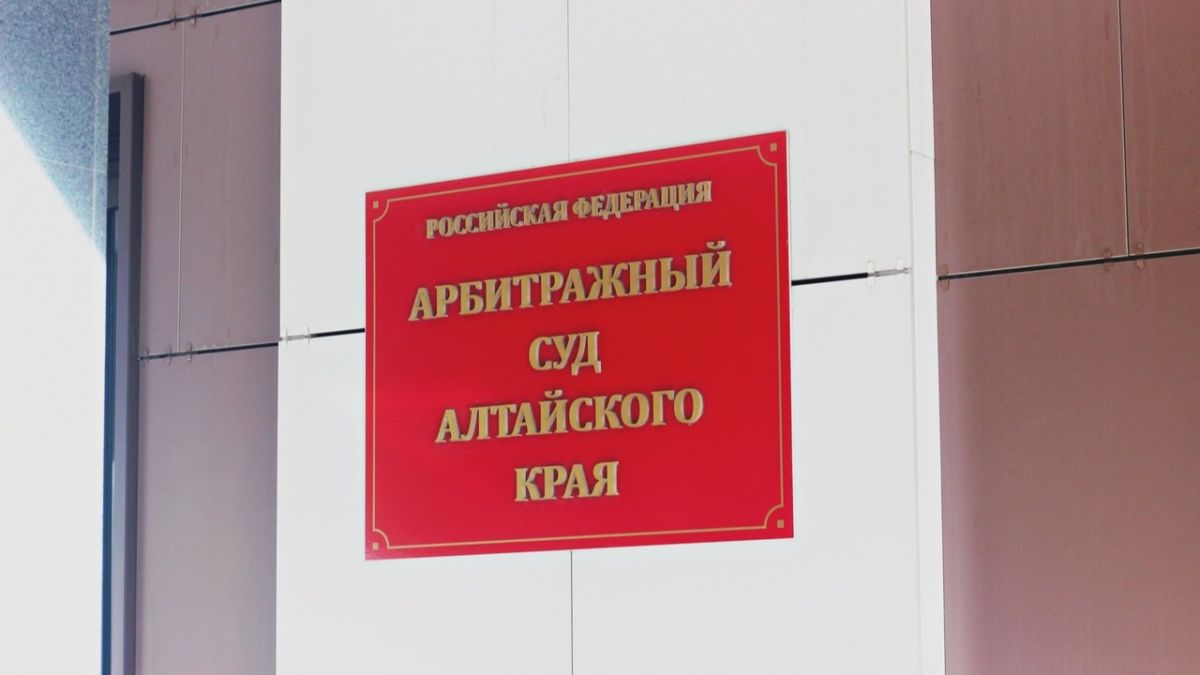 РОССИЙСКАЯ ФЕДЕРАЦИЯ
АРБИТРАЖНЫЙ
СУД
АЛТАЙСКОГО
КРАЯ